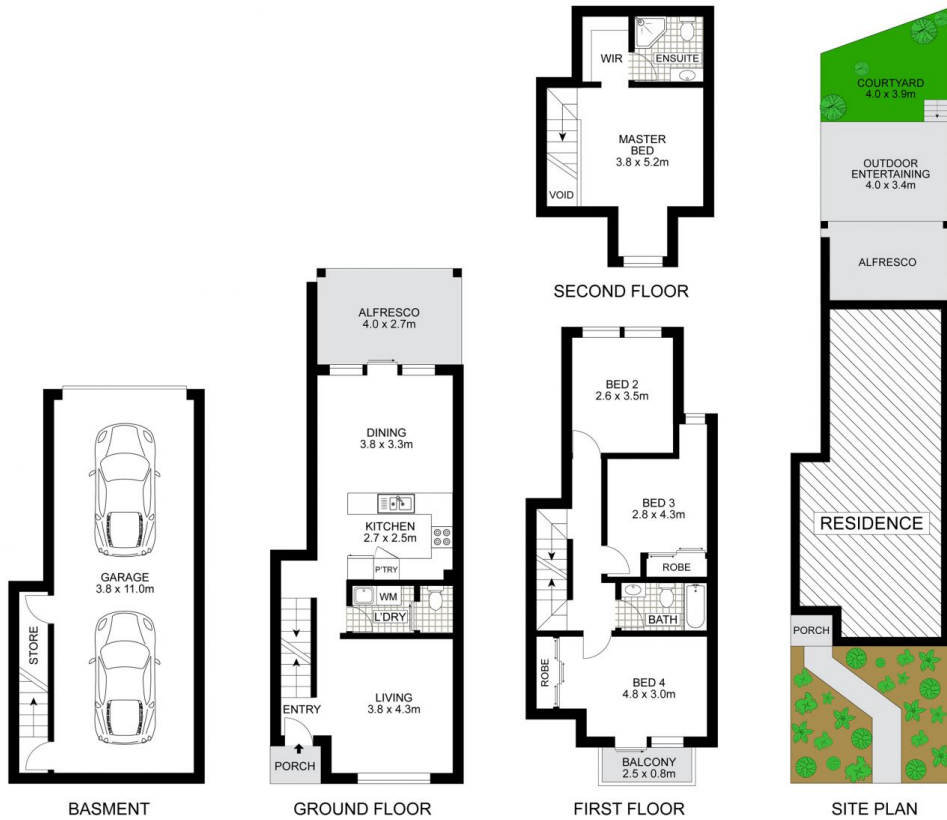 WIR
ENSUITE
MASTER
BED
3.8 x 5.2m
VOID
SECOND FLOOR
COURTYARD
4.0 x 3.9m
OUTDOOR
ENTERTAINING
4.0 x 3.4m
ALFRESCO
RESIDENCE
PORCH
SITE PLAN
GARAGE
3.8 x 11.0m
STORE
BASMENT
ALFRESCO
4.0 x 2.7m
DINING
3.8 x 3.3m
KITCHEN
2.7 x 2.5m
P'TRY
WM
L'DRY
LIVING
3.8 x 4.3m
ENTRY
PORCH
GROUND FLOOR
BED 2
2.6 x 3.5m
BED 3
2.8 x 4.3m
ROBE
BATH
ROBE
BED 4
4.8 x 3.0m
BALCONY
2.5 x 0.8m
FIRST FLOOR